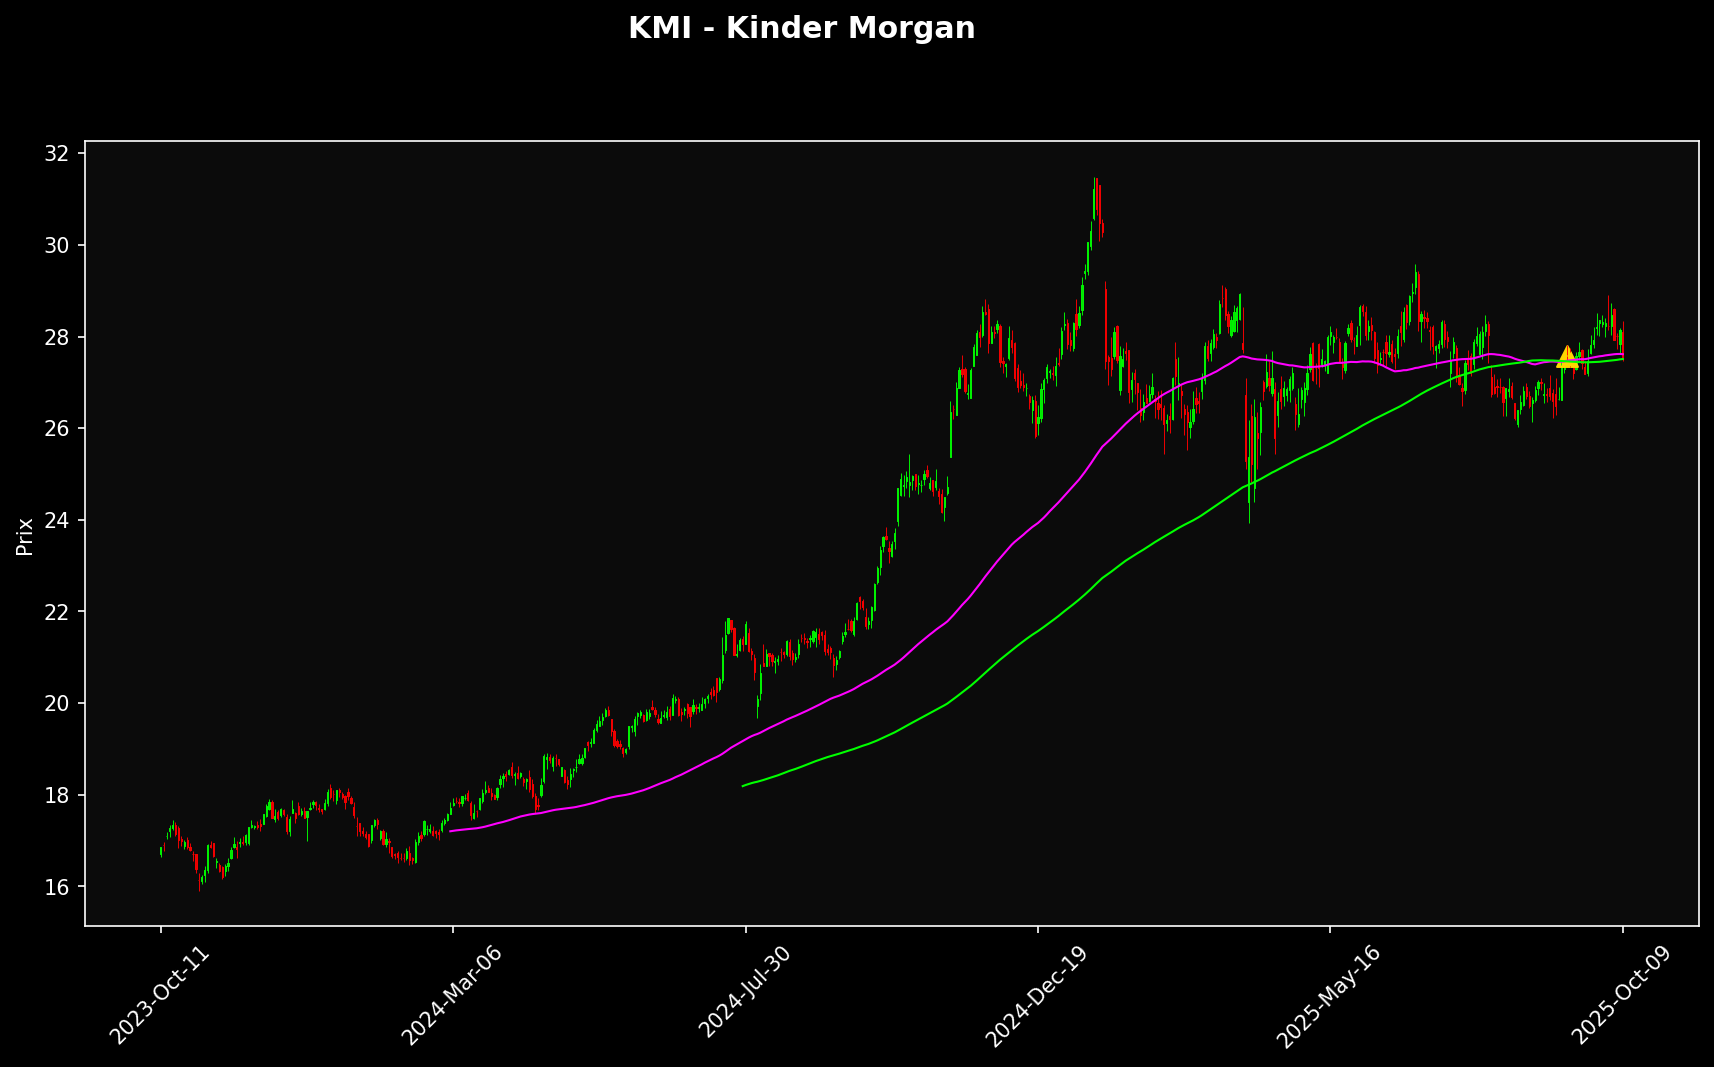 KMI - Kinder Morgan
32
30
28
26
24
22
20
18
16
Prix
2023-Oct-11
2024-Mar-06
2024-Jul-30
2024-Dec-19
2025-May-16
2025-Oct-09